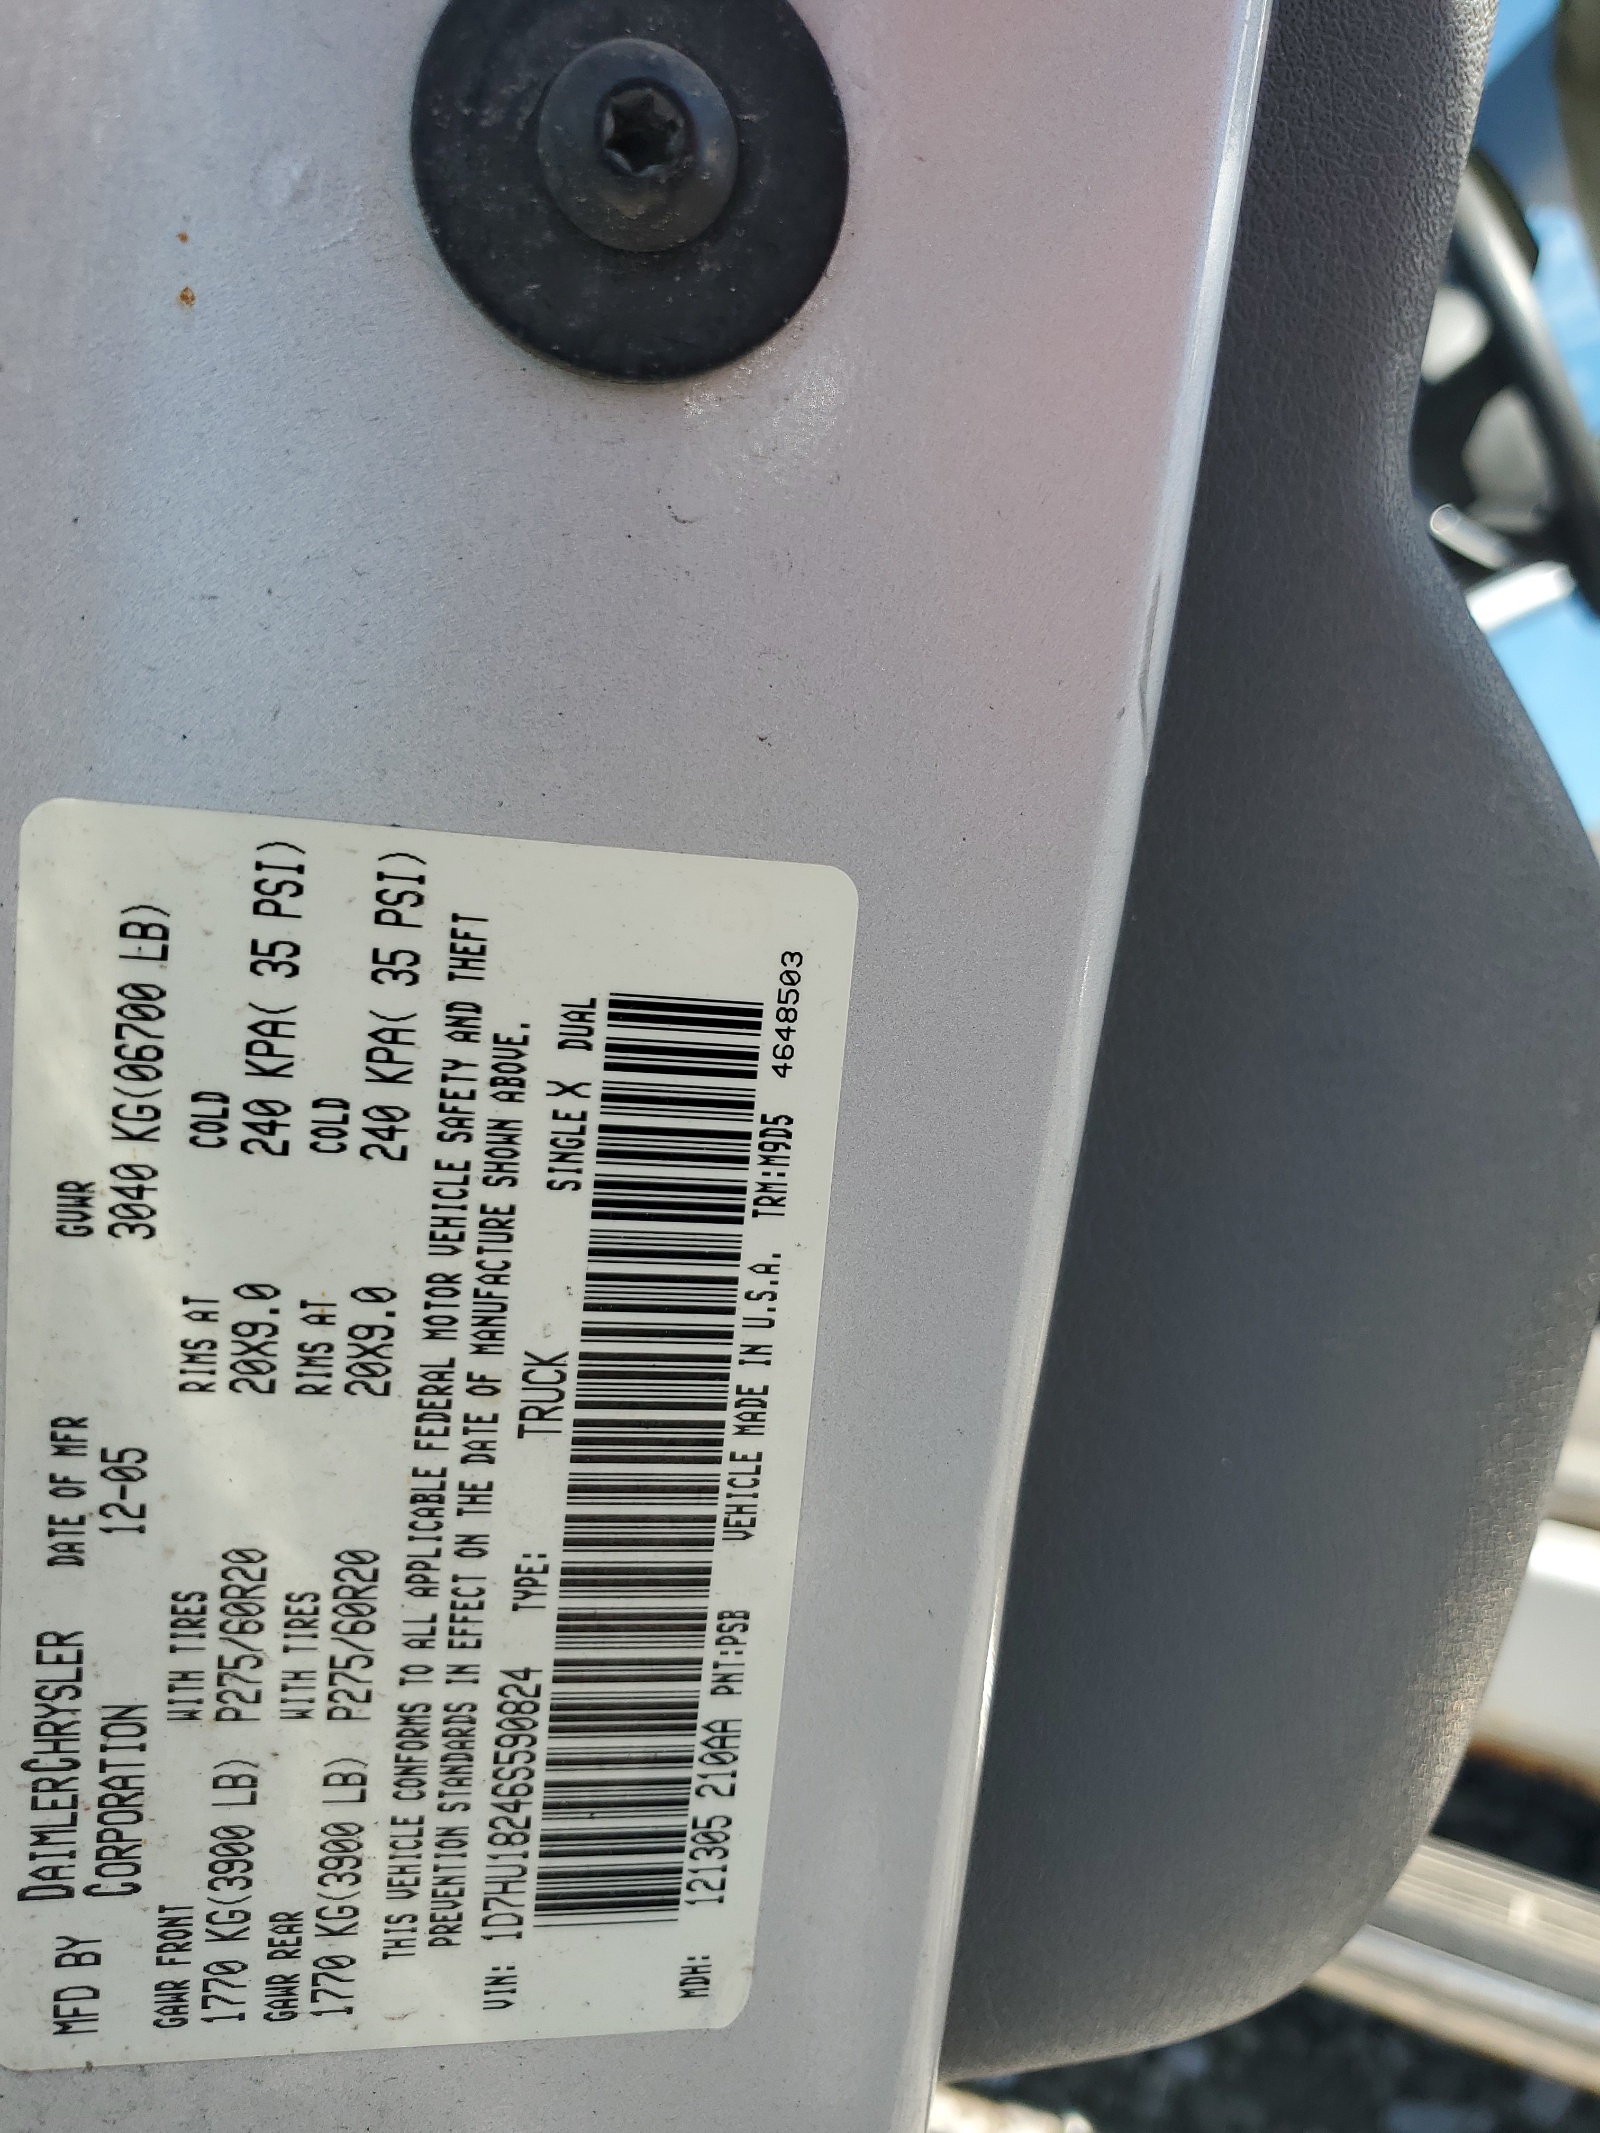 MFD BY DAIMLERCHRYSLER DATE OF MFR GVWR
CORPORATION 12-05 3040 KG(06700 LB)
GAWR FRONT WITH TIRES RIMS AT COLD
1770 KG(3900 LB) P275/60R20 20X9.0 240 KPA( 35 PSI)
GAWR REAR WITH TIRES RIMS AT COLD
1770 KG(3900 LB) P275/60R20 20X9.0 240 KPA( 35 PSI)
THIS VEHICLE CONFORMS TO ALL APPLICABLE FEDERAL MOTOR VEHICLE SAFETY AND THEFT
PREVENTION STANDARDS IN EFFECT ON THE DATE OF MANUFACTURE SHOWN ABOVE.
VIN: 1D7HU18246S590824 TYPE: TRUCK SINGLE X DUAL
MDH: 121305 210AA PNT:PSB VEHICLE MADE IN U.S.A. TRM:M9D5 4648503